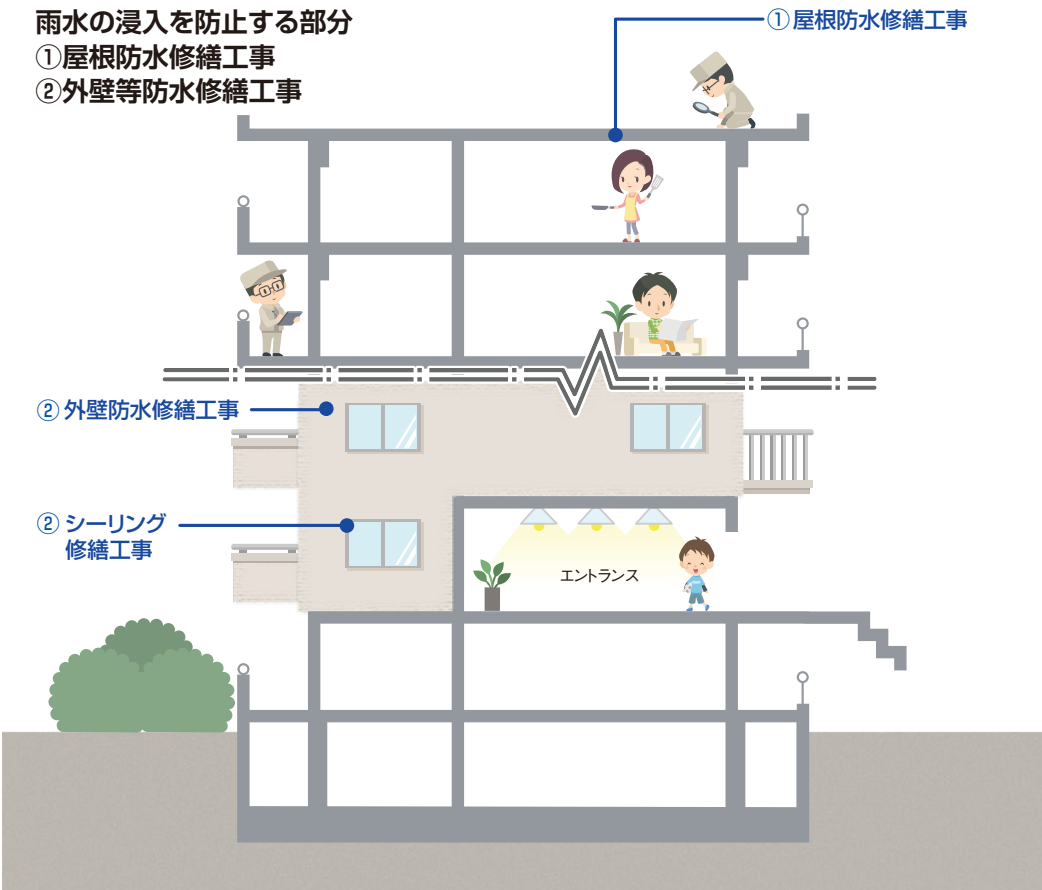 雨水の浸入を防止する部分
①屋根防水修繕工事
②外壁等防水修繕工事
①屋根防水修繕工事
② 外壁防水修繕工事
② シーリング
修繕工事
エントランス